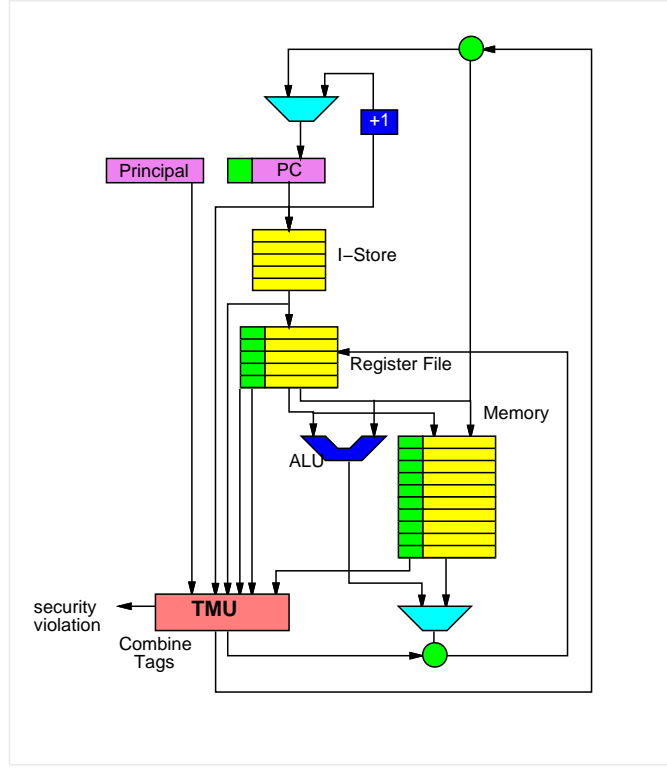 +1
Principal
PC
I−Store
Register File
Memory
ALU
TMU
security
violation
Combine
Tags